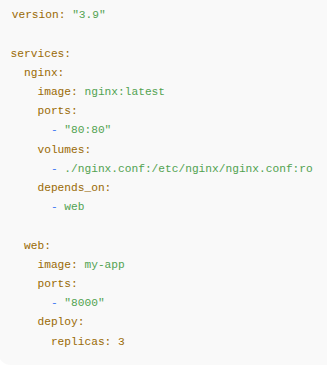 version: "3.9"

services:
  nginx:
    image: nginx:latest
    ports:
      - "80:80"
    volumes:
      - ./nginx.conf:/etc/nginx/nginx.conf:ro
    depends_on:
      - web

  web:
    image: my-app
    ports:
      - "8000"
    deploy:
      replicas: 3